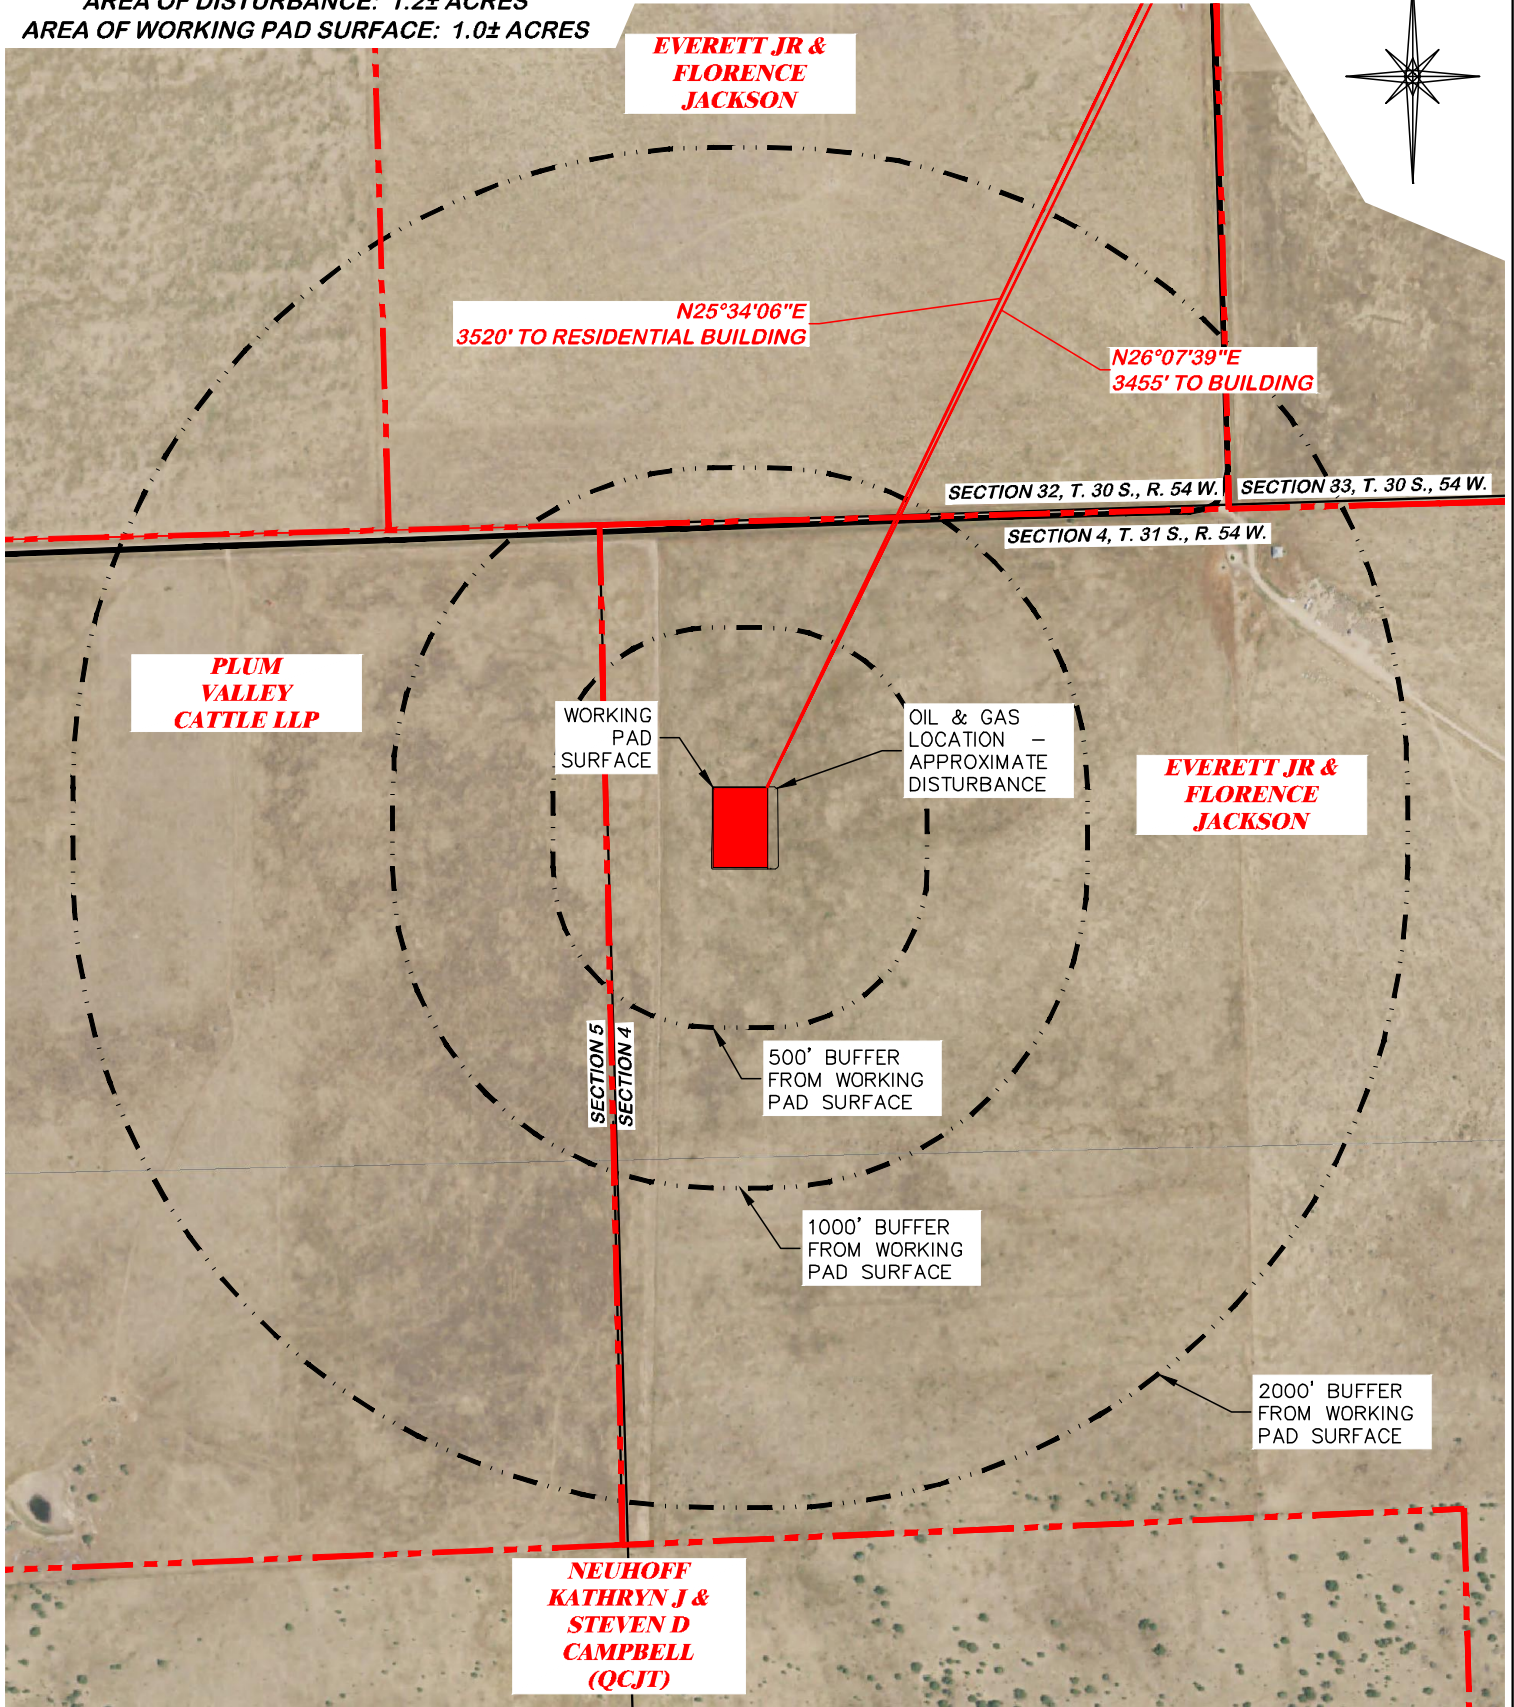 AREA OF DISTURBANCE: 1.2± ACRES
AREA OF WORKING PAD SURFACE: 1.0± ACRES
EVERETT JR &
FLORENCE
JACKSON
N25°34'06"E
3520' TO RESIDENTIAL BUILDING
N26°07'39"E
3455' TO BUILDING
SECTION 32, T. 30 S., R. 54 W.
SECTION 33, T. 30 S., 54 W.
SECTION 4, T. 31 S., R. 54 W.
PLUM
VALLEY
CATTLE LLP
WORKING
PAD
SURFACE
OIL & GAS
LOCATION –
APPROXIMATE
DISTURBANCE
EVERETT JR &
FLORENCE
JACKSON
SECTION 5
SECTION 4
500' BUFFER
FROM WORKING
PAD SURFACE
1000' BUFFER
FROM WORKING
PAD SURFACE
2000' BUFFER
FROM WORKING
PAD SURFACE
NEUHOFF
KATHRYN J &
STEVEN D
CAMPBELL
(QCJT)